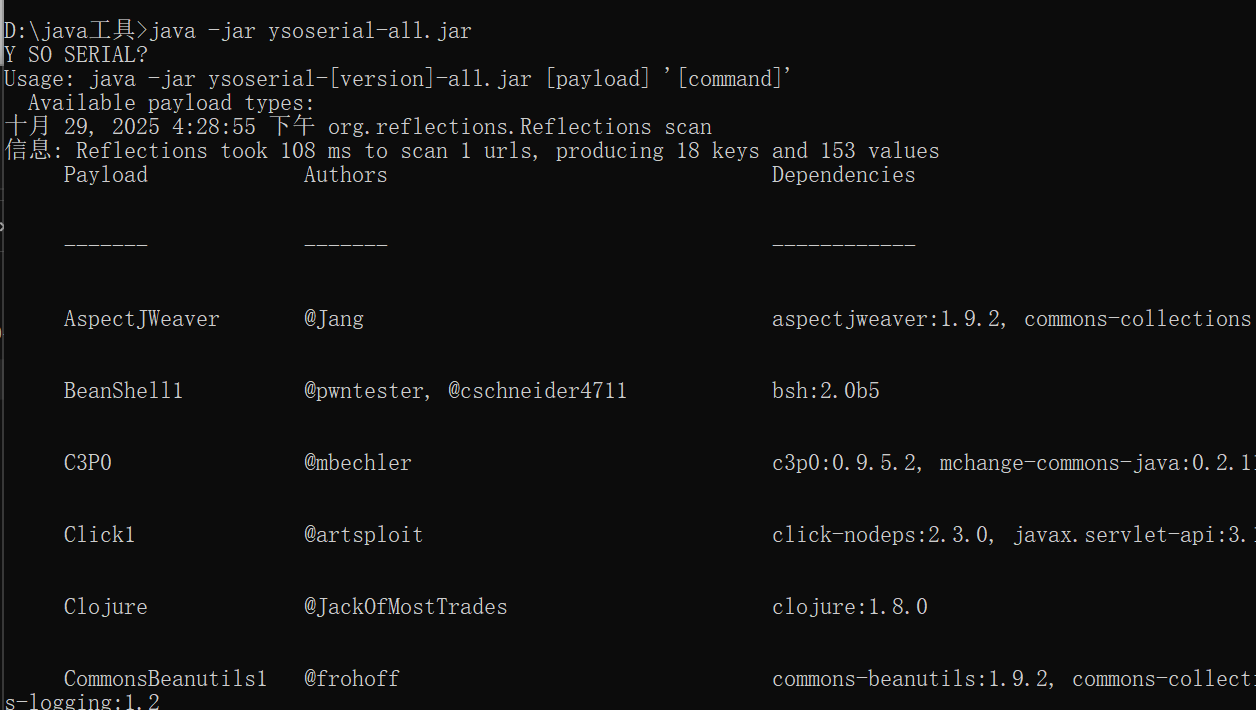 D:\java工具>java -jar ysoserial-all.jar
Y SO SERIAL?
Usage: java -jar ysoserial-[version]-all.jar [payload] '[command]'
  Available payload types:
十月 29, 2025 4:28:55 下午 org.reflections.Reflections scan
信息: Reflections took 108 ms to scan 1 urls, producing 18 keys and 153 values
     Payload             Authors                                Dependencies
     -------             -------                                ------------
     AspectJWeaver       @Jang                                  aspectjweaver:1.9.2, commons-collections
     BeanShell1          @pwntester, @cschneider4711            bsh:2.0b5
     C3P0                @mbechler                              c3p0:0.9.5.2, mchange-commons-java:0.2.11
     Click1              @artsploit                             click-nodeps:2.3.0, javax.servlet-api:3.1
     Clojure             @JackOfMostTrades                      clojure:1.8.0
     CommonsBeanutils1   @frohoff                               commons-beanutils:1.9.2, commons-collecti
s-logging:1.2